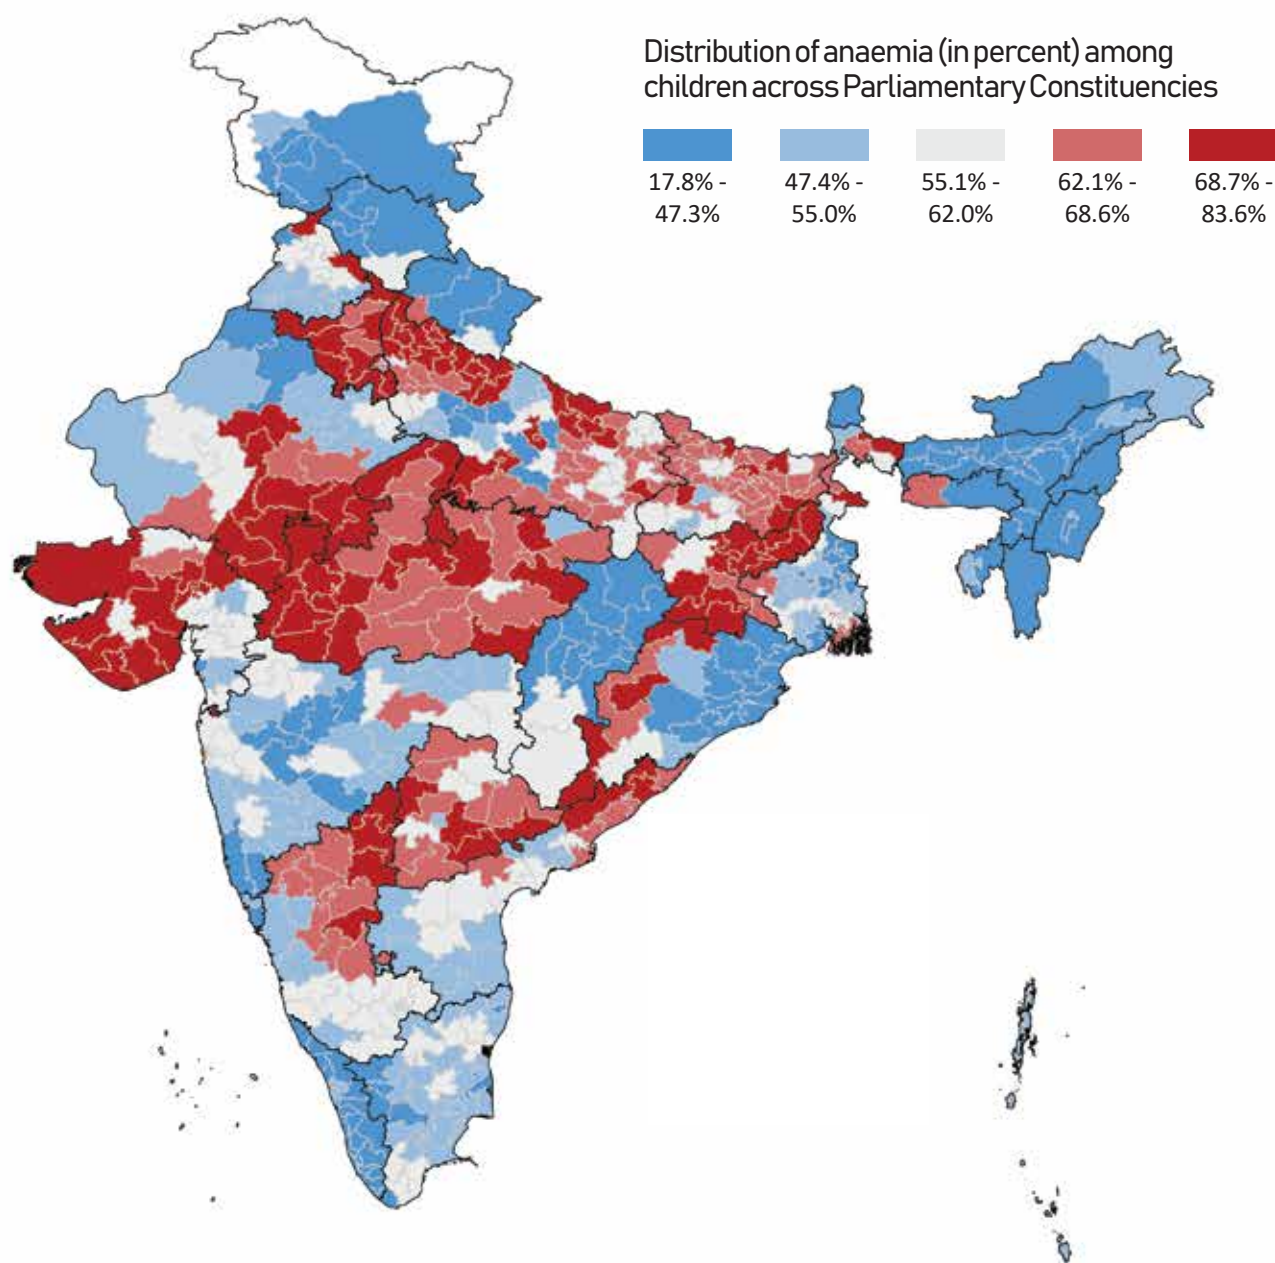 Distribution of anaemia (in percent) among
children across Parliamentary Constituencies
17.8% - 47.4% - 55.1% - 62.1% - 68.7% -
47.3% 55.0% 62.0% 68.6% 83.6%